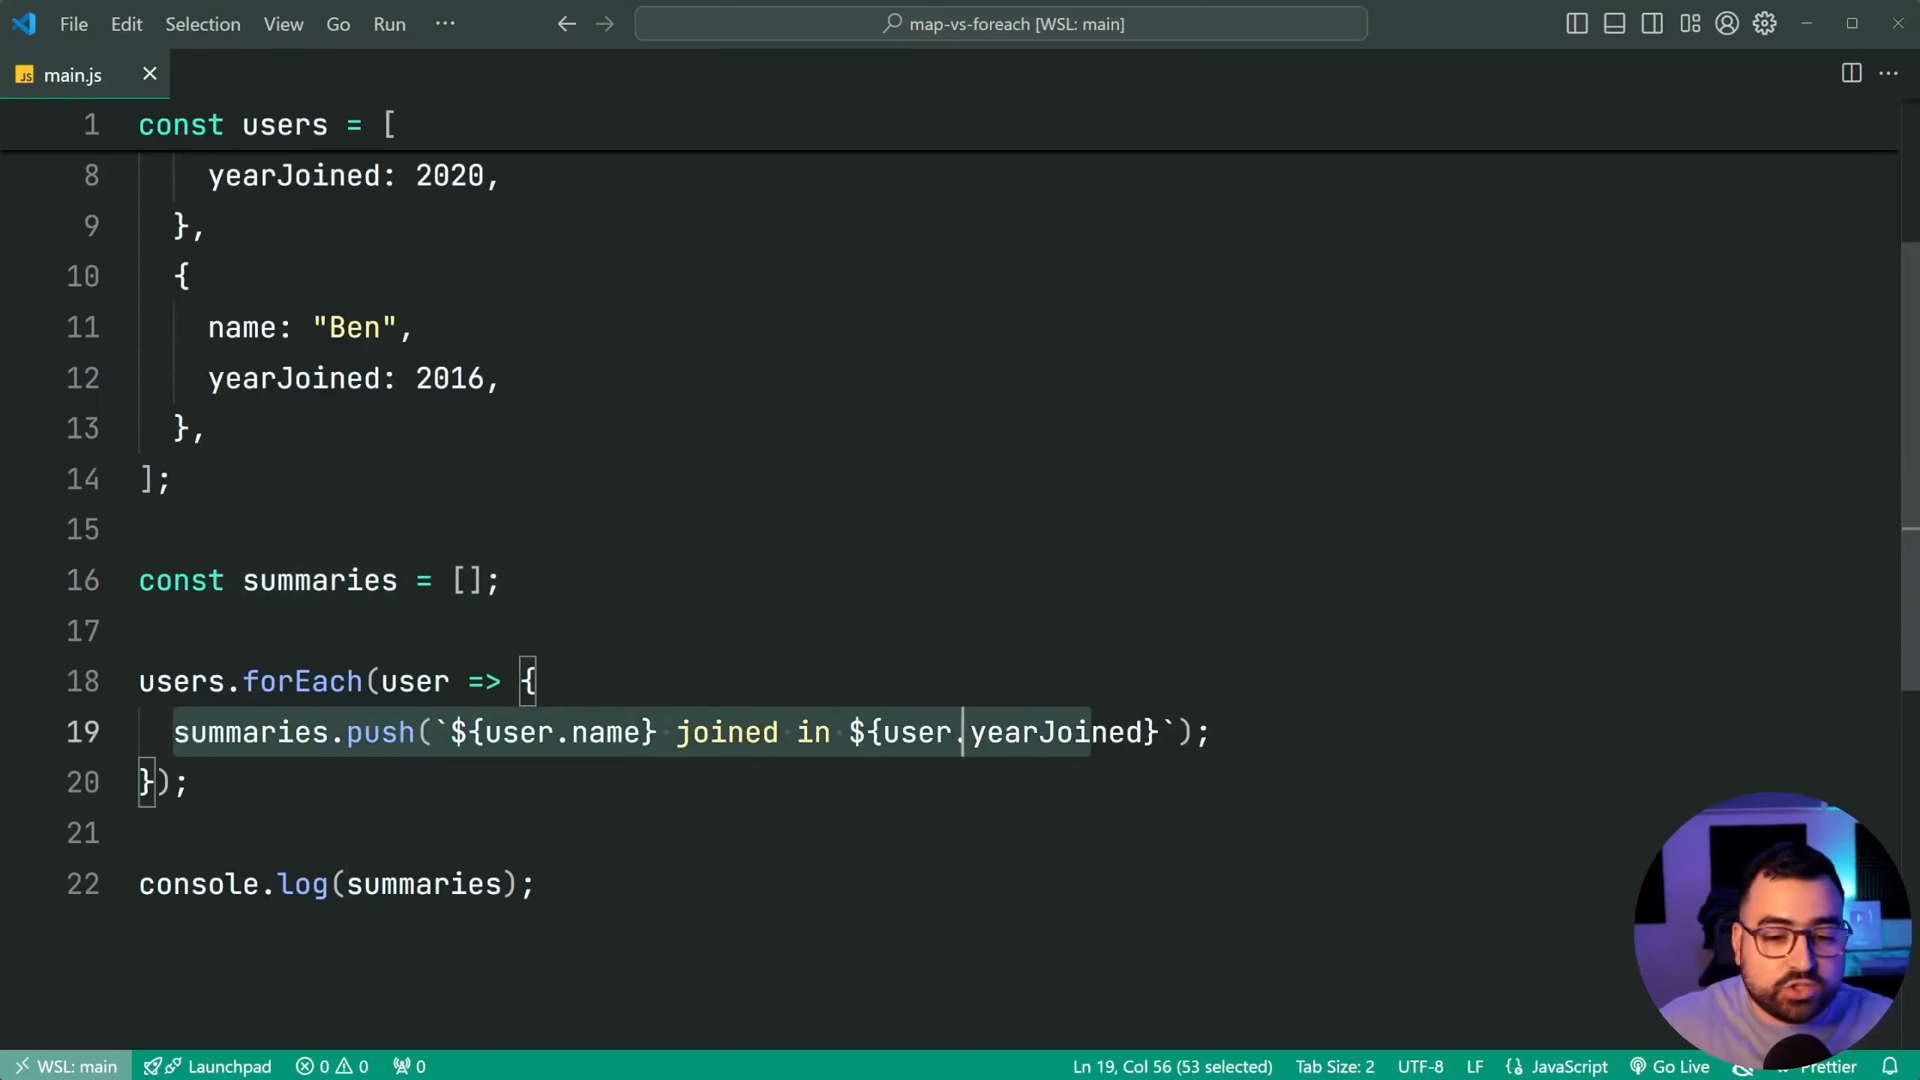 File Edit Selection View Go Run ···
map-vs-foreach [WSL: main]
JS main.js
1 const users = [
8 yearJoined: 2020,
9 },
10 {
11 name: "Ben",
12 yearJoined: 2016,
13 },
14 ];
15
16 const summaries = [];
17
18 users.forEach(user => {
19 summaries.push(`${user.name} joined in ${user.yearJoined}`);
20 });
21
22 console.log(summaries);
WSL: main Launchpad 0 0 0 Ln 19, Col 56 (53 selected) Tab Size: 2 UTF-8 LF {} JavaScript Go Live Prettier